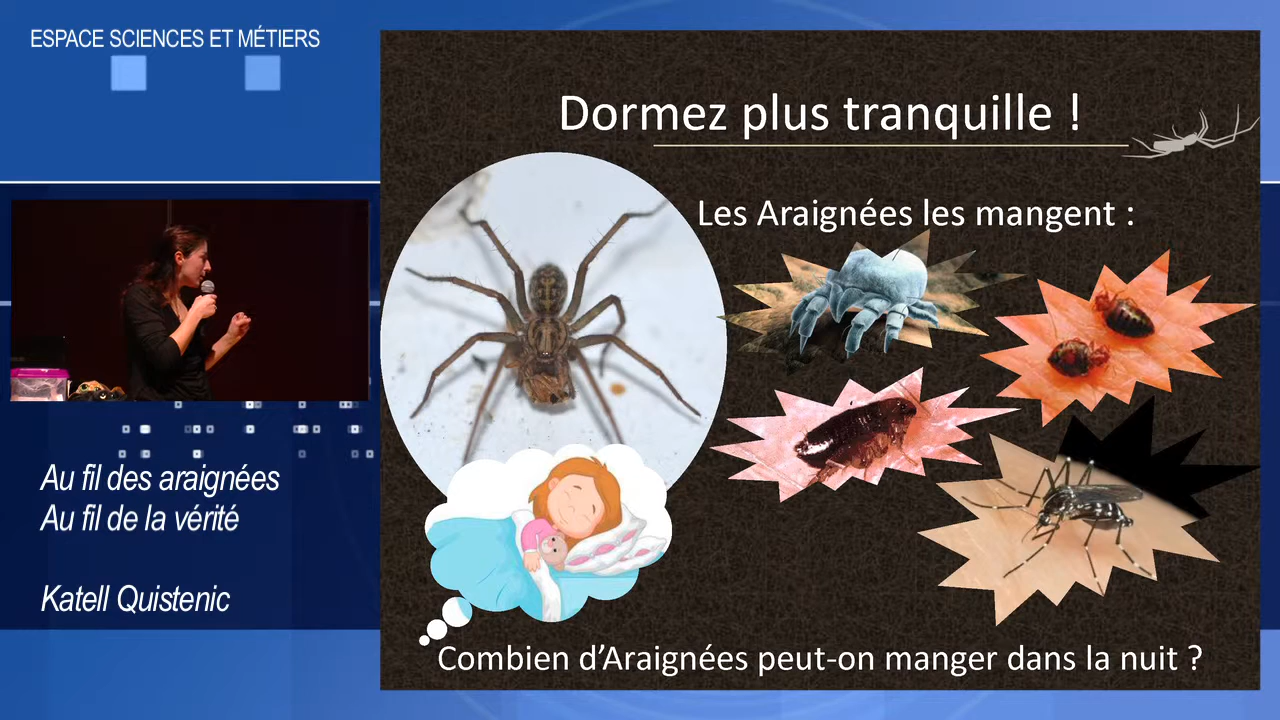 ESPACE SCIENCES ET MÉTIERS
Dormez plus tranquille !
Les Araignées les mangent :
Au fil des araignées
Au fil de la vérité
Katell Quistenic
Combien d’Araignées peut-on manger dans la nuit ?